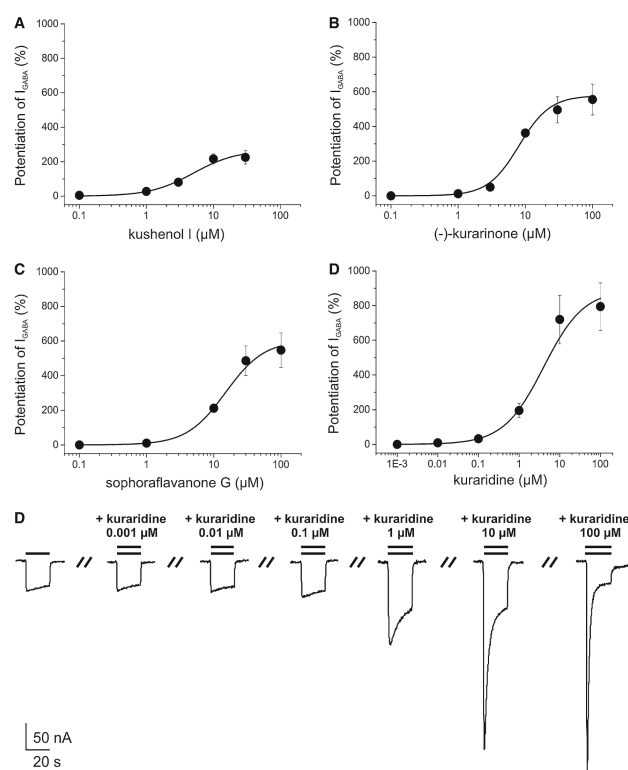 A
Potentiation of I_GABA (%)
1000
800
600
400
200
0
0.1
1
10
100
kushenol I (µM)
B
Potentiation of I_GABA (%)
1000
800
600
400
200
0
0.1
1
10
100
(-)-kurarinone (µM)
C
Potentiation of I_GABA (%)
1000
800
600
400
200
0
0.1
1
10
100
sophoraflavanone G (µM)
D
Potentiation of I_GABA (%)
1000
800
600
400
200
0
1E-3
0.01
0.1
1
10
100
kuraridine (µM)
D
+ kuraridine
0.001 µM
+ kuraridine
0.01 µM
+ kuraridine
0.1 µM
+ kuraridine
1 µM
+ kuraridine
10 µM
+ kuraridine
100 µM
50 nA
20 s